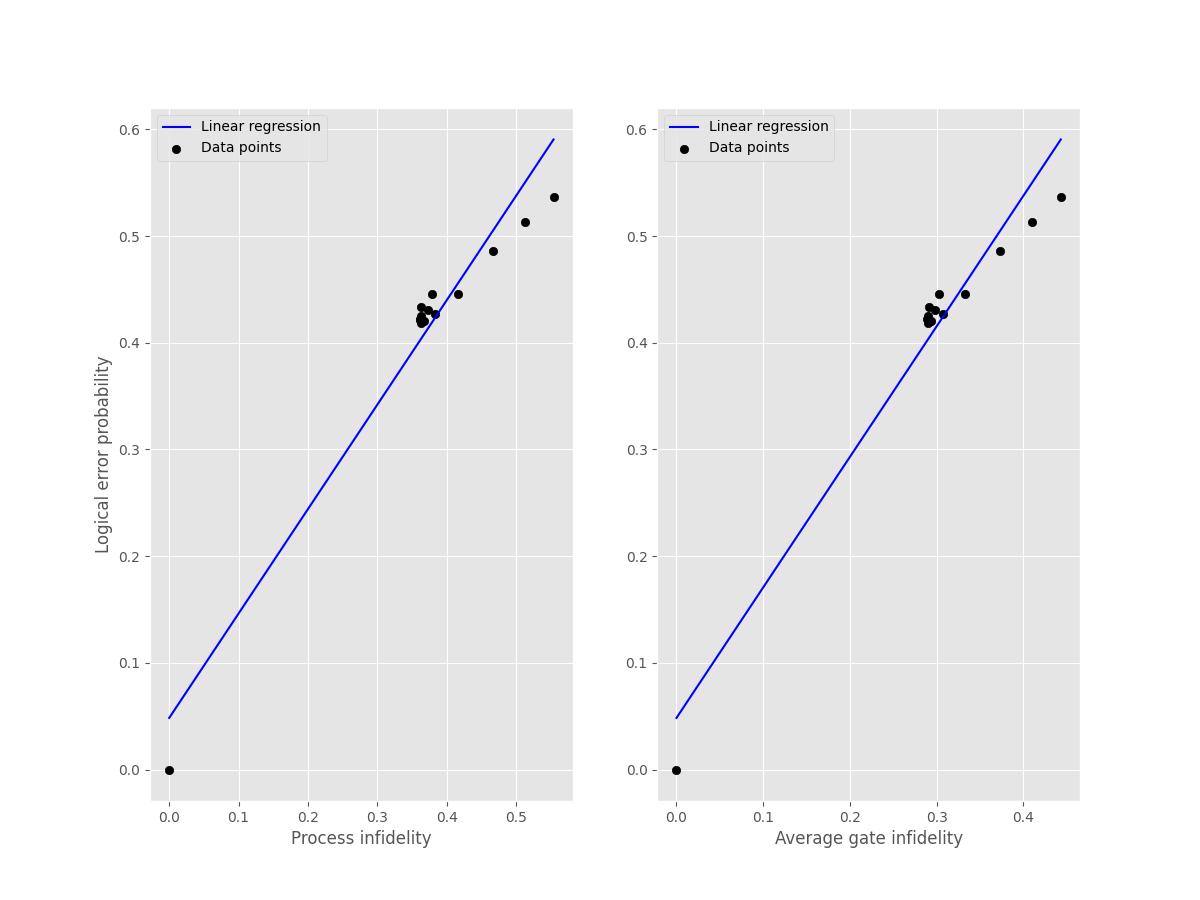 Linear regression
Data points
Logical error probability
0.6
0.5
0.4
0.3
0.2
0.1
0.0
0.0 0.1 0.2 0.3 0.4 0.5
Process infidelity
Linear regression
Data points
0.6
0.5
0.4
0.3
0.2
0.1
0.0
0.0 0.1 0.2 0.3 0.4
Average gate infidelity